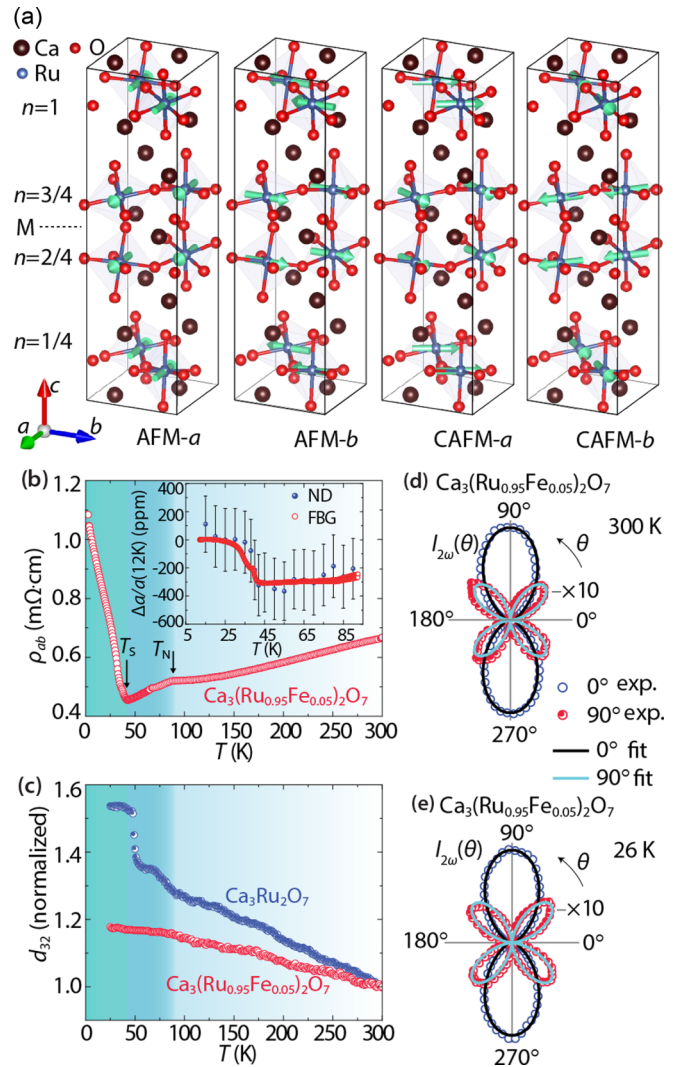 (a)
Ca O
Ru
n=1
n=3/4
M
n=2/4
n=1/4
c
a b
AFM-a AFM-b CAFM-a CAFM-b
(b)
1.2
1.0
0.8
0.6
0.4
ρab (mΩ·cm)
TS TN
Ca3(Ru0.95Fe0.05)2O7
0 50 100 150 200 250 300
T (K)
400
200
0
-200
-400
-600
Δa/a(12K) (ppm)
ND
FBG
5 25 45 65 85
T (K)
(c)
1.6
1.4
1.2
1.0
d32 (normalized)
Ca3Ru2O7
Ca3(Ru0.95Fe0.05)2O7
0 50 100 150 200 250 300
T (K)
(d) Ca3(Ru0.95Fe0.05)2O7
90°
300 K
I2ω(θ) θ
×10
180° 0°
270°
0° exp.
90° exp.
0° fit
90° fit
(e) Ca3(Ru0.95Fe0.05)2O7
90°
26 K
I2ω(θ) θ
×10
180° 0°
270°